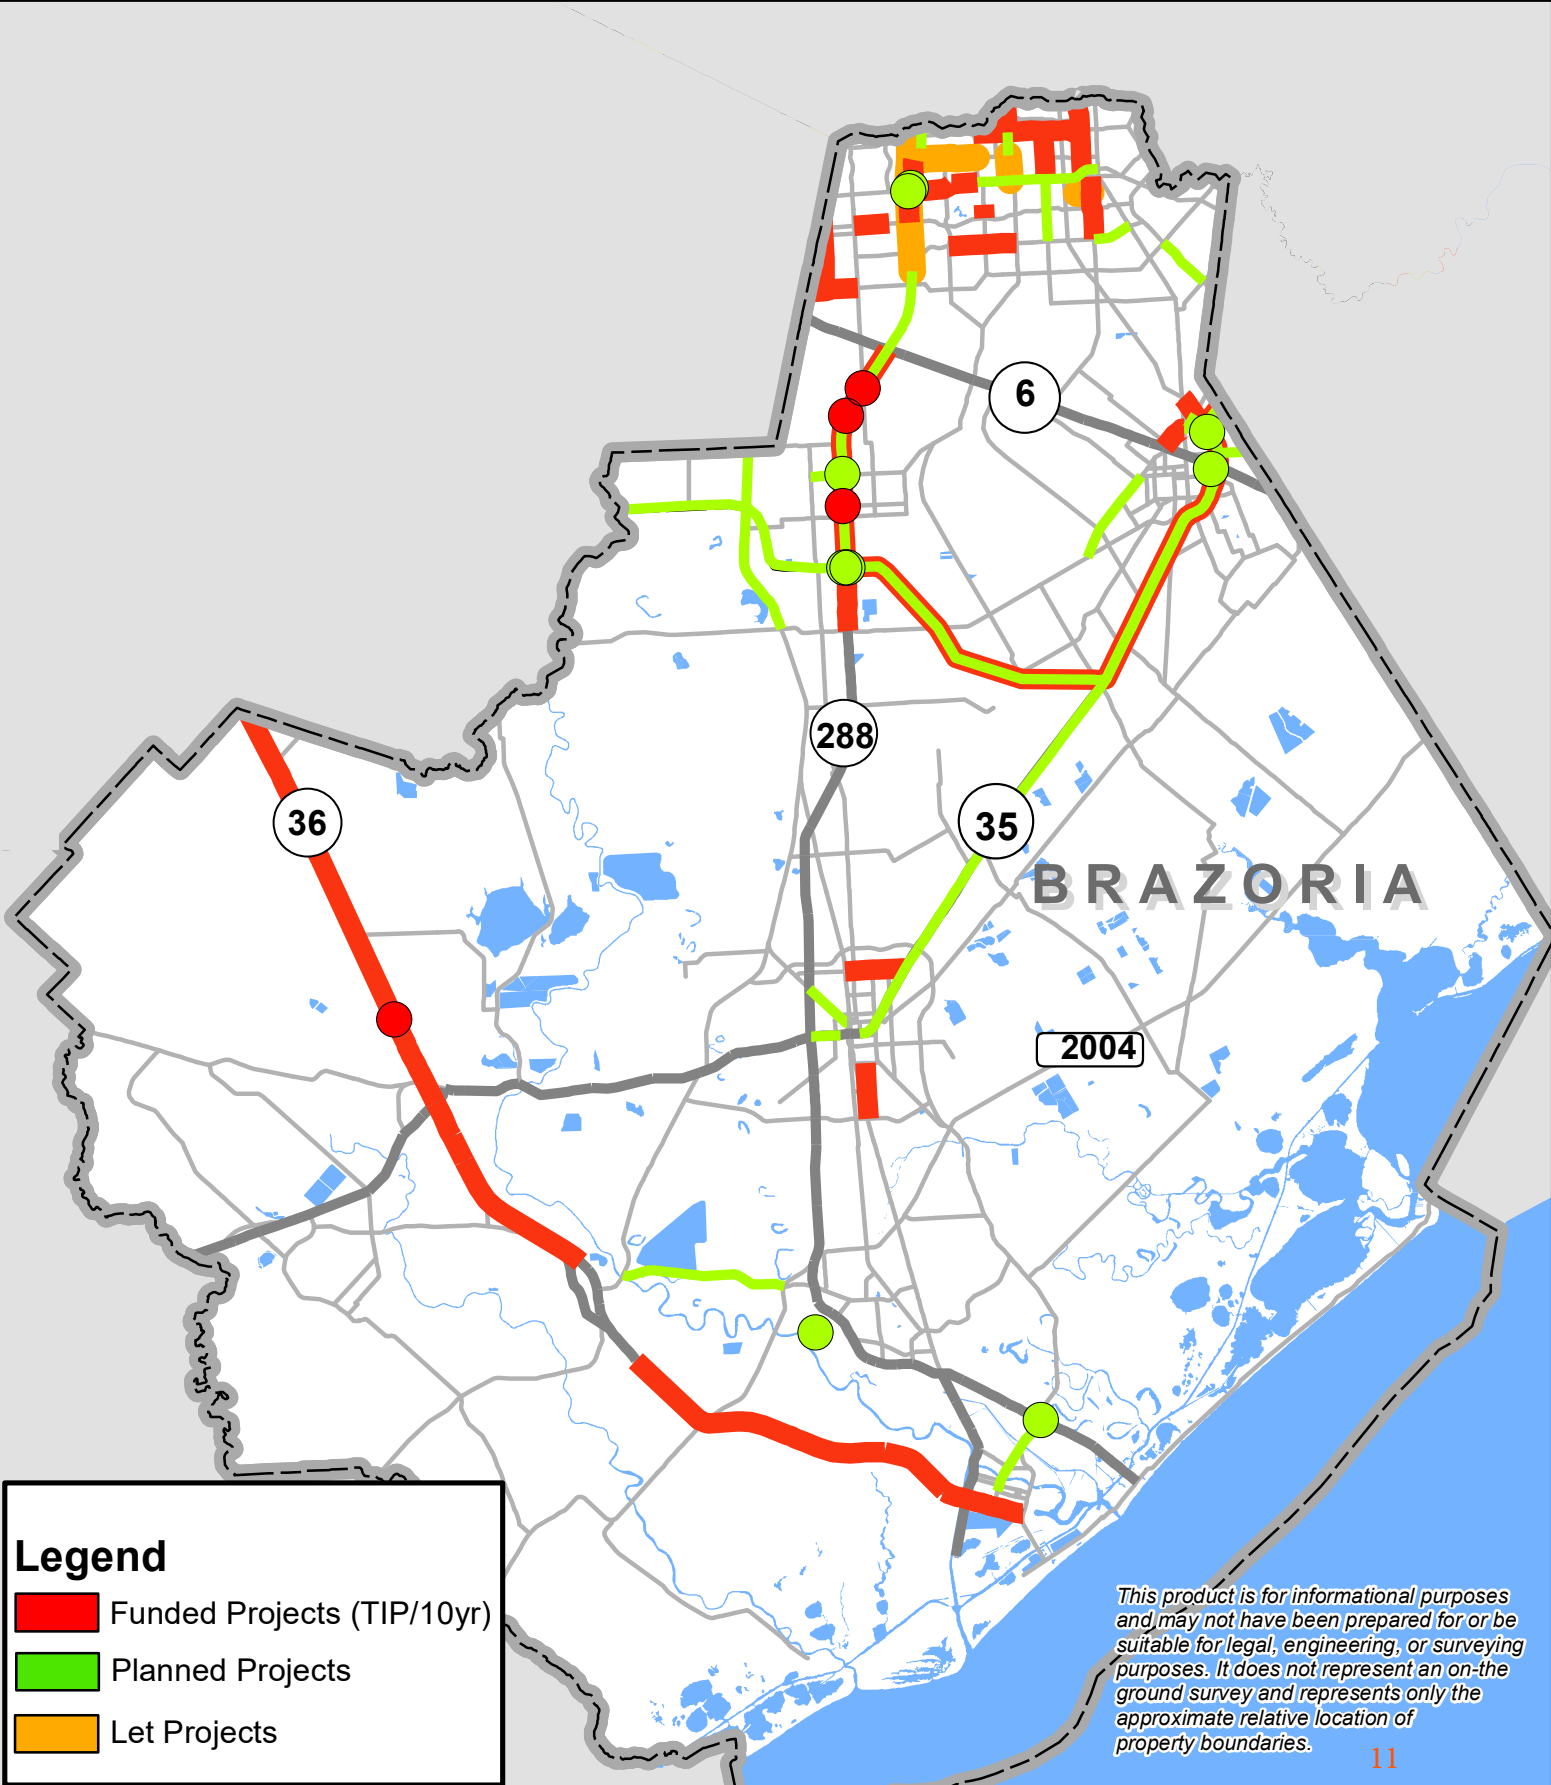 6
288
36
35
BRAZORIA
2004
Legend
Funded Projects (TIP/10yr)
Planned Projects
Let Projects
This product is for informational purposes
and may not have been prepared for or be
suitable for legal, engineering, or surveying
purposes. It does not represent an on-the
ground survey and represents only the
approximate relative location of
property boundaries.
11